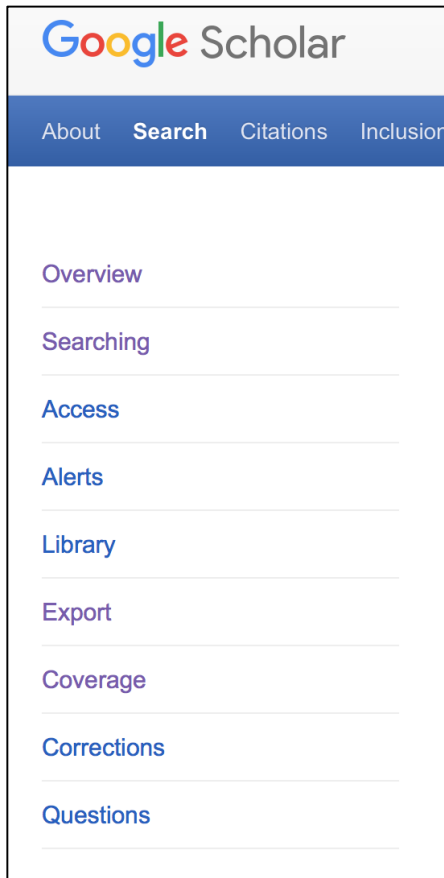 Google Scholar
About Search Citations
Overview
Searching
Access
Alerts
Library
Export
Coverage
Corrections
Questions